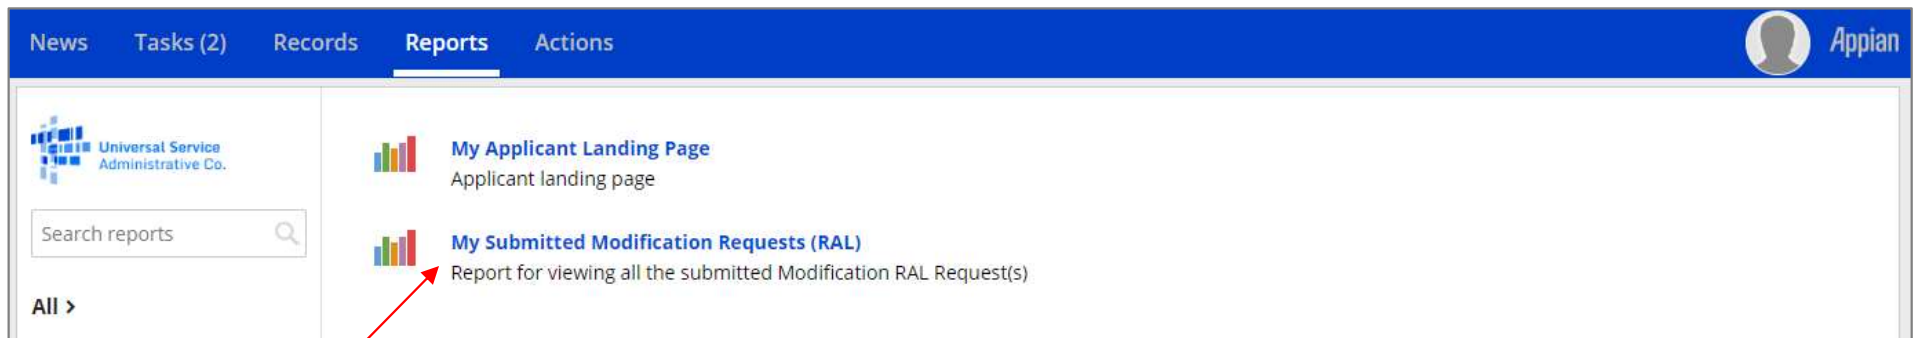 News Tasks (2) Records Reports Actions Appian
Universal Service
Administrative Co.
Search reports
All >
My Applicant Landing Page
Applicant landing page
My Submitted Modification Requests (RAL)
Report for viewing all the submitted Modification RAL Request(s)